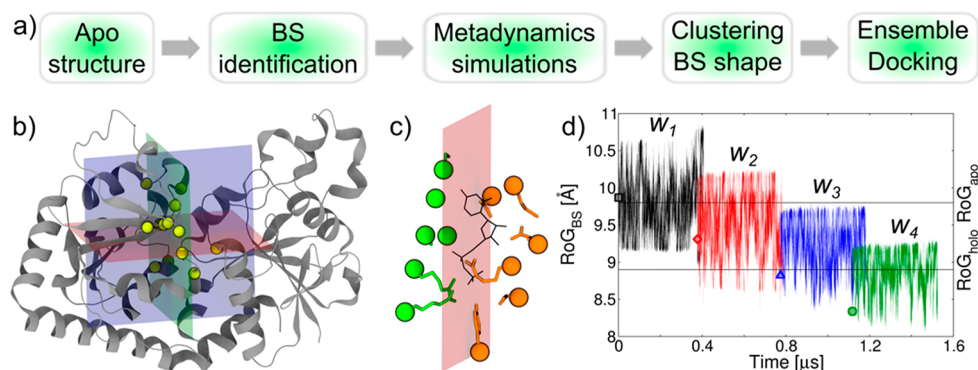 a)
Apo
structure
BS
identification
Metadynamics
simulations
Clustering
BS shape
Ensemble
Docking
b)
c)
d)
11
10.5
10
9.5
9
8.5
8
RoG_BS [Å]
w₁
w₂
w₃
w₄
RoG_apo
RoG_holo
0
0.4
0.8
1.2
1.6
Time [μs]